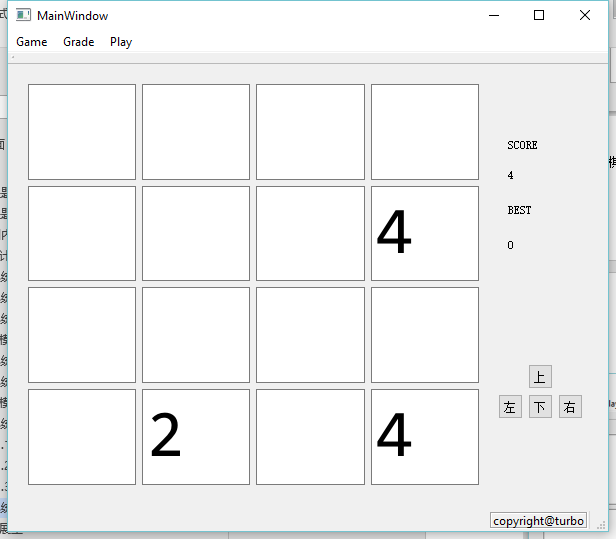 MainWindow
Game Grade Play
SCORE
4
4
BEST
0
上
左 下 右
2 4
copyright@turbo